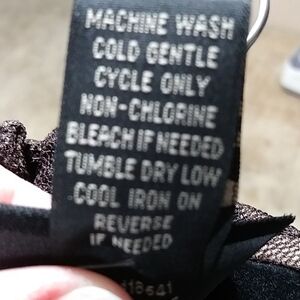 MACHINE WASH
COLD GENTLE
CYCLE ONLY
NON-CHLORINE
BLEACH IF NEEDED
TUMBLE DRY LOW
COOL IRON ON
REVERSE
IF NEEDED